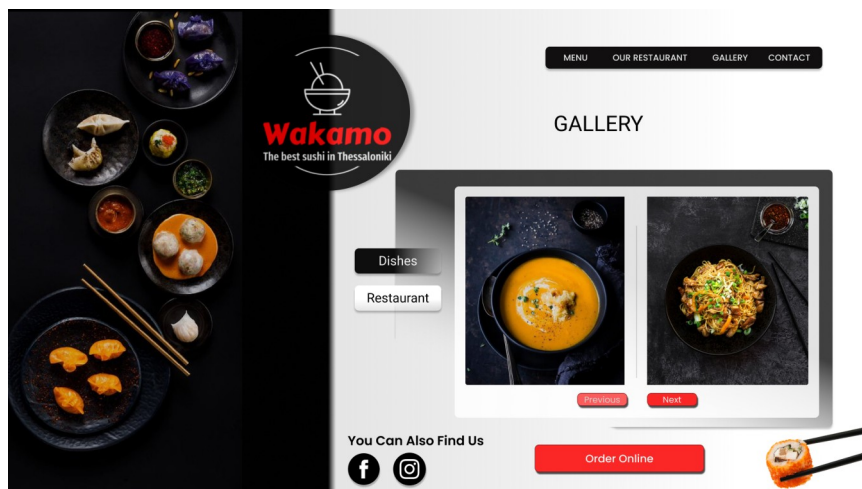 MENU OUR RESTAURANT GALLERY CONTACT
Wakamo
The best sushi in Thessaloniki
GALLERY
Dishes
Restaurant
Previous Next
You Can Also Find Us
Order Online